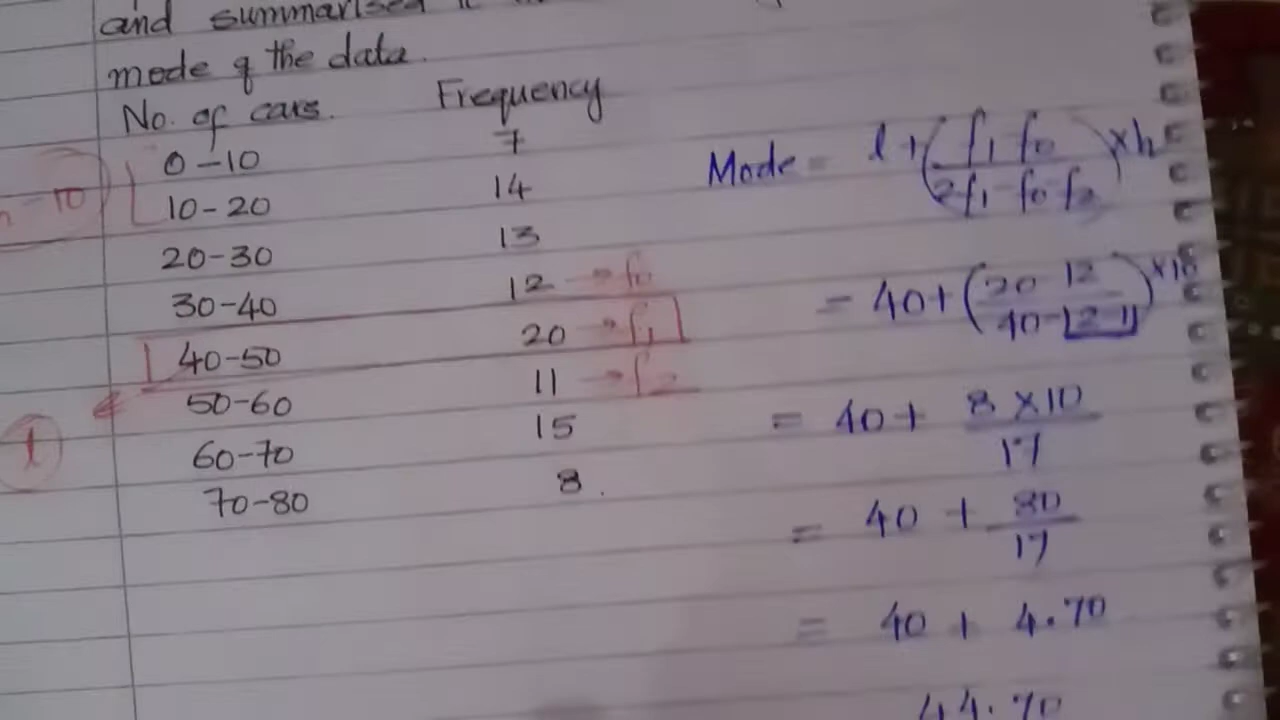 and summarised
mode of the data.
No. of cars. Frequency
0-10 7
10-20 14
20-30 13
30-40 12 → f₀
40-50 20 → f₁
50-60 11 → f₂
60-70 15
70-80 8.
l
Mode = l + (f₁ f₀ / 2f₁-f₀-f₂) × h
= 40 + (20 12 / 40-12-11) × 10
= 40 + 8 × 10 / 17
= 40 + 80 / 17
= 40 + 4.70
44.70